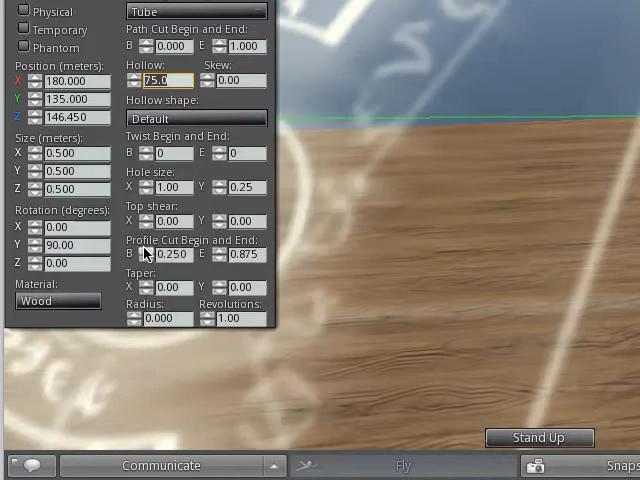 Physical
Temporary
Phantom
Position (meters):
X 180.000
Y 135.000
Z 146.450
Size (meters):
X 0.500
Y 0.500
Z 0.500
Rotation (degrees):
X 0.00
Y 90.00
Z 0.00
Material:
Wood
Tube
Path Cut Begin and End:
B 0.000 E 1.000
Hollow: Skew:
75.0 0.00
Hollow shape:
Default
Twist Begin and End:
B 0 E 0
Hole size:
X 1.00 Y 0.25
Top shear:
X 0.00 Y 0.00
Profile Cut Begin and End:
B 0.250 E 0.875
Taper:
X 0.00 Y 0.00
Radius: Revolutions:
0.000 1.00
Stand Up
Communicate Fly Snaps